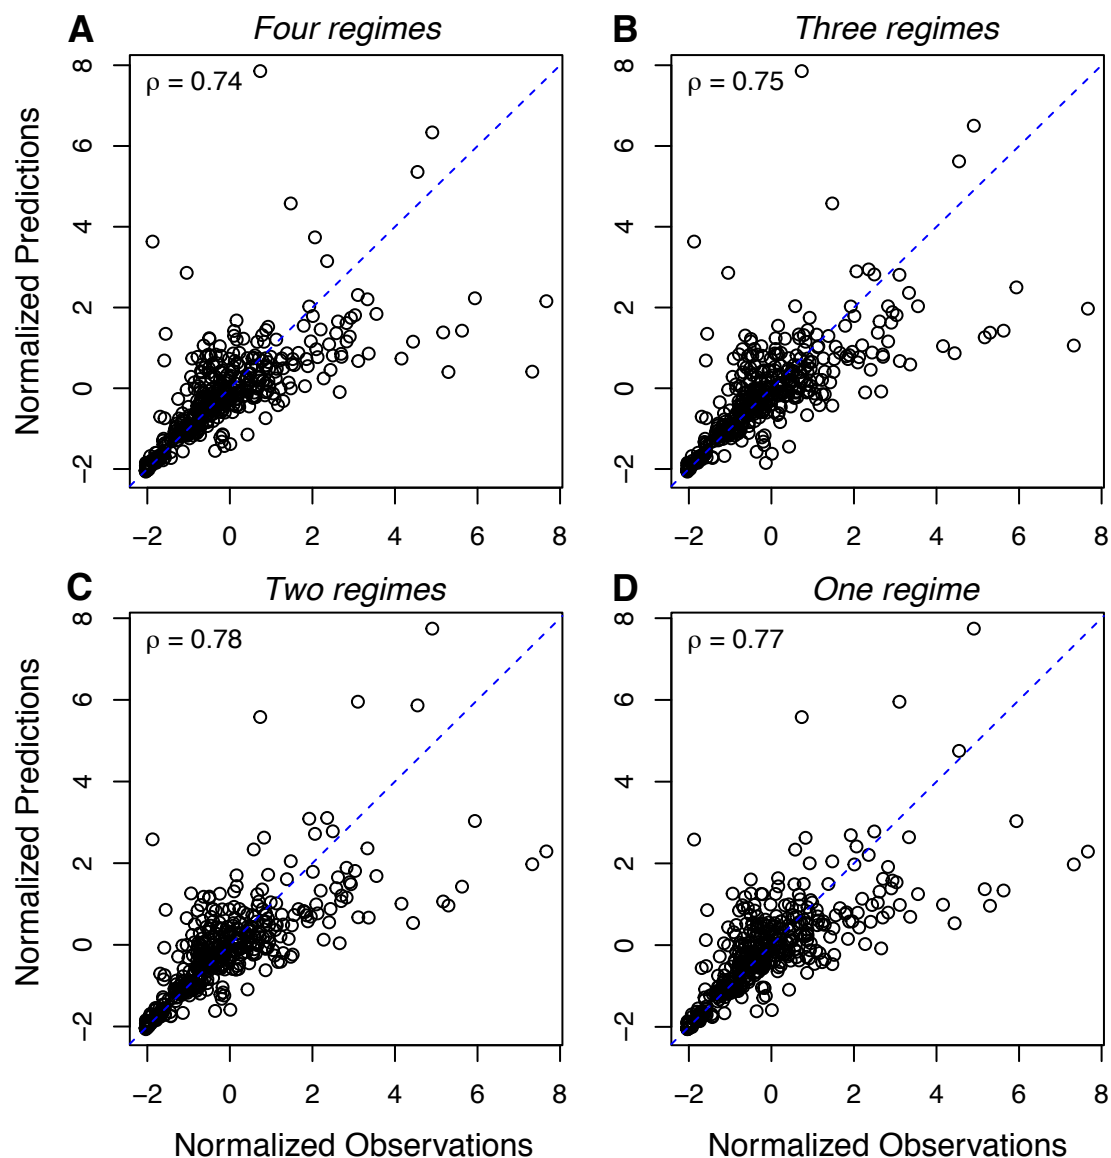 A Four regimes
B Three regimes
ρ = 0.74
ρ = 0.75
Normalized Predictions
8
6
4
2
0
−2
8
6
4
2
0
−2
−2 0 2 4 6 8
−2 0 2 4 6 8
C Two regimes
D One regime
ρ = 0.78
ρ = 0.77
Normalized Predictions
8
6
4
2
0
−2
8
6
4
2
0
−2
−2 0 2 4 6 8
−2 0 2 4 6 8
Normalized Observations
Normalized Observations